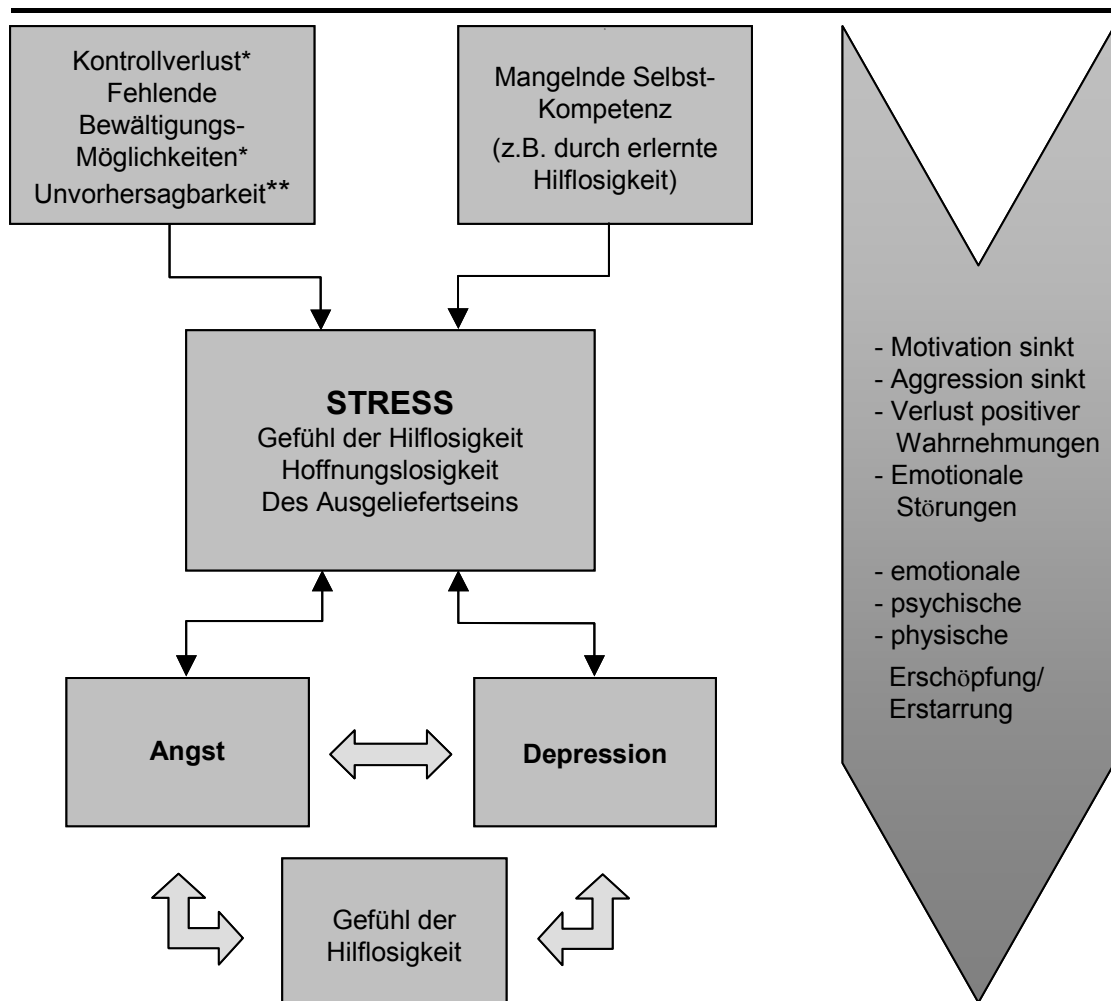 Kontrollverlust*
Fehlende
Bewältigungs-
Möglichkeiten*
Unvorhersagbarkeit**
Mangelnde Selbst-
Kompetenz
(z.B. durch erlernte
Hilflosigkeit)
STRESS
Gefühl der Hilflosigkeit
Hoffnungslosigkeit
Des Ausgeliefertseins
Angst
Depression
Gefühl der
Hilflosigkeit
- Motivation sinkt
- Aggression sinkt
- Verlust positiver
Wahrnehmungen
- Emotionale
Störungen
- emotionale
- psychische
- physische
Erschöpfung/
Erstarrung